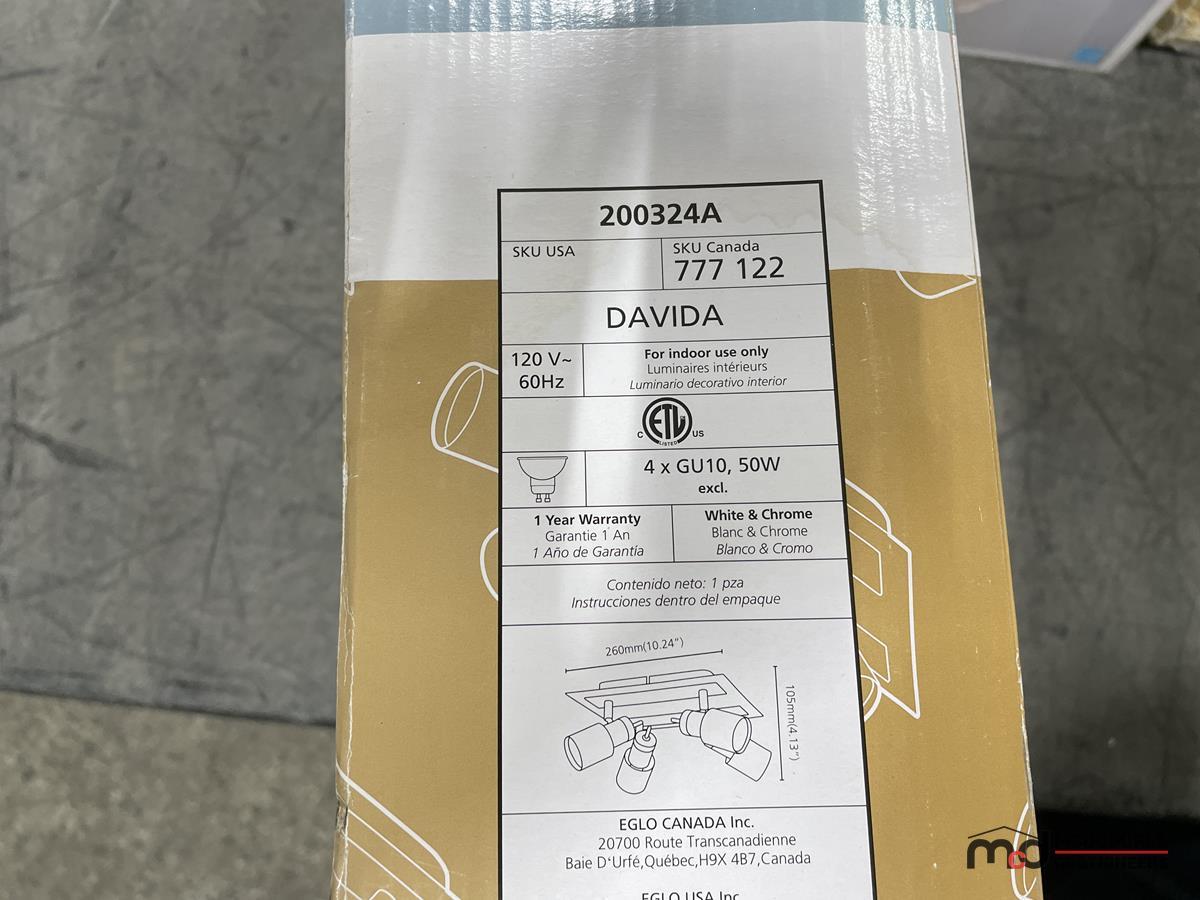 200324A
SKU USA
SKU Canada
777 122
DAVIDA
120 V~
60Hz
For indoor use only
Luminaires intérieurs
Luminario decorativo interior
C ETL US
LISTED
4 x GU10, 50W
excl.
1 Year Warranty
Garantie 1 An
1 Año de Garantía
White & Chrome
Blanc & Chrome
Blanco & Cromo
Contenido neto: 1 pza
Instrucciones dentro del empaque
260mm(10.24")
105mm(4.13")
EGLO CANADA Inc.
20700 Route Transcanadienne
Baie D'Urfé,Québec,H9X 4B7,Canada
EGLO USA Inc.
mcd